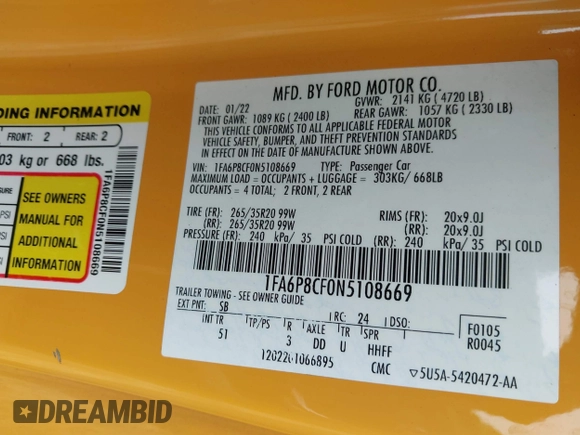 DING INFORMATION
FRONT: 2 REAR: 2
03 kg or 668 lbs.
SURE
PSI
PSI
PSI
SEE OWNERS
MANUAL FOR
ADDITIONAL
INFORMATION
1FA6P8CF0N5108669
MFD. BY FORD MOTOR CO.
DATE: 01/22 GVWR: 2141 KG ( 4720 LB)
FRONT GAWR: 1089 KG ( 2400 LB) REAR GAWR: 1057 KG ( 2330 LB)
THIS VEHICLE CONFORMS TO ALL APPLICABLE FEDERAL MOTOR
VEHICLE SAFETY, BUMPER, AND THEFT PREVENTION STANDARDS
IN EFFECT ON THE DATE OF MANUFACTURE SHOWN ABOVE.
VIN: 1FA6P8CF0N5108669 TYPE: Passenger Car
MAXIMUM LOAD = OCCUPANTS + LUGGAGE = 303KG/ 668LB
OCCUPANTS = 4 TOTAL; 2 FRONT, 2 REAR
TIRE (FR): 265/35R20 99W RIMS (FR): 20x9.0J
(RR): 265/35R20 99W (RR): 20x9.0J
PRESSURE (FR): 240 kPa/ 35 PSI COLD (RR): 240 kPa/ 35 PSI COLD
1FA6P8CF0N5108669
TRAILER TOWING - SEE OWNER GUIDE
EXT PNT: SB RC: 24 DSO: F0105
INT TR TP/PS R AXLE TR SPR R0045
51 3 DD U HHFF
1202201066895 CMC ▽5U5A-5420472-AA
DREAMBID